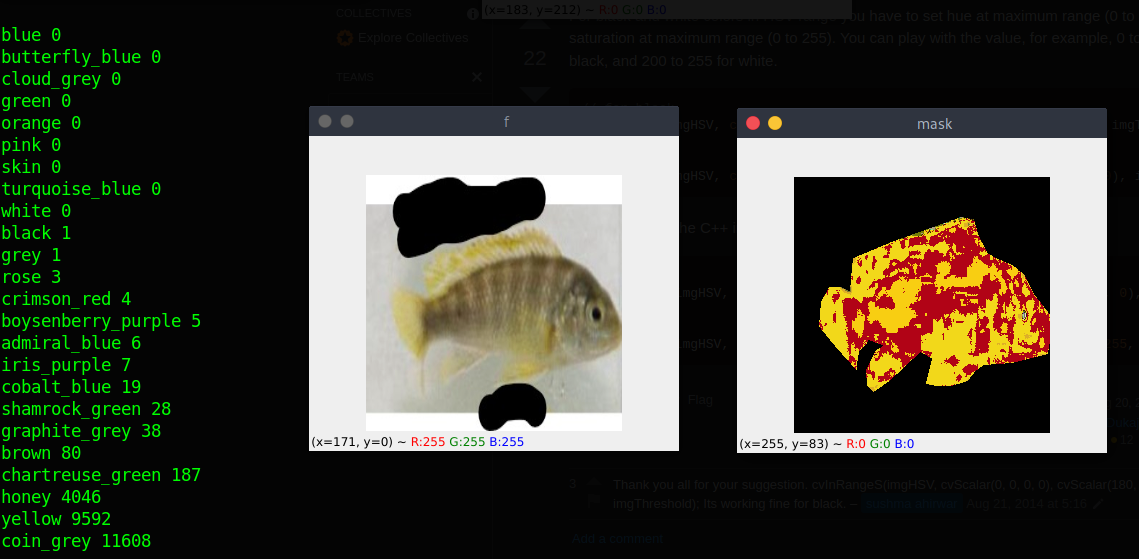 blue 0
butterfly_blue 0
cloud_grey 0
green 0
orange 0
pink 0
skin 0
turquoise_blue 0
white 0
black 1
grey 1
rose 3
crimson_red 4
boysenberry_purple 5
admiral_blue 6
iris_purple 7
cobalt_blue 19
shamrock_green 28
graphite_grey 38
brown 80
chartreuse_green 187
honey 4046
yellow 9592
coin_grey 11608
COLLECTIVES
Explore Collectives
TEAMS
22
(x=183, y=212) ~ R:0 G:0 B:0
you have to set hue at maximum range (0 to
saturation at maximum range (0 to 255). You can play with the value, for example, 0 to
black, and 200 to 255 for white.
f
(x=171, y=0) ~ R:255 G:255 B:255
mask
(x=255, y=83) ~ R:0 G:0 B:0
he C++
Flag
3
Thank you all for your suggestion. cvInRangeS(imgHSV, cvScalar(0, 0, 0, 0), cvScalar(180,
imgThreshold); Its working fine for black. –
Aug 21, 2014 at 5:16
Add a comment